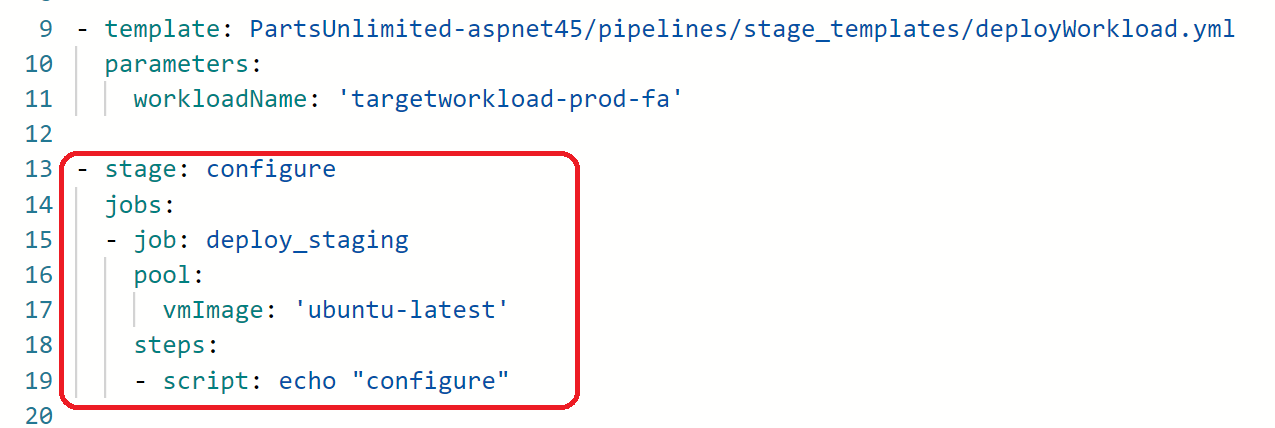 9 - template: PartsUnlimited-aspnet45/pipelines/stage_templates/deployWorkload.yml
10 parameters:
11 workloadName: 'targetworkload-prod-fa'
12
13 - stage: configure
14 jobs:
15 - job: deploy_staging
16 pool:
17 vmImage: 'ubuntu-latest'
18 steps:
19 - script: echo "configure"
20